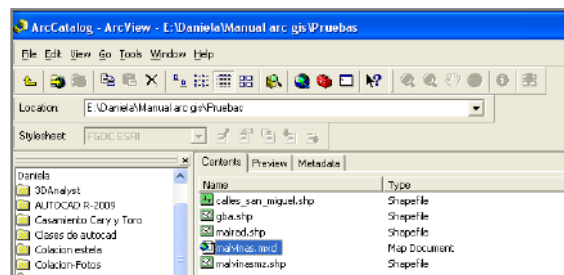 ArcCatalog - ArcView - E:\Daniela\Manual arc gis\Pruebas
File Edit View Go Tools Window Help
Location: E:\Daniela\Manual arc gis\Pruebas
Stylesheet: FGDC ESRI
Contents Preview Metadata
Daniela
3DAnalyst
AUTOCAD R-2009
Casamiento Cary y Toro
Clases de autocad
Colacion estela
Colacion-Fotos
Name Type
calles_san_miguel.shp Shapefile
gba.shp Shapefile
malred.shp Shapefile
malvinas.mxd Map Document
malvinasmz.shp Shapefile